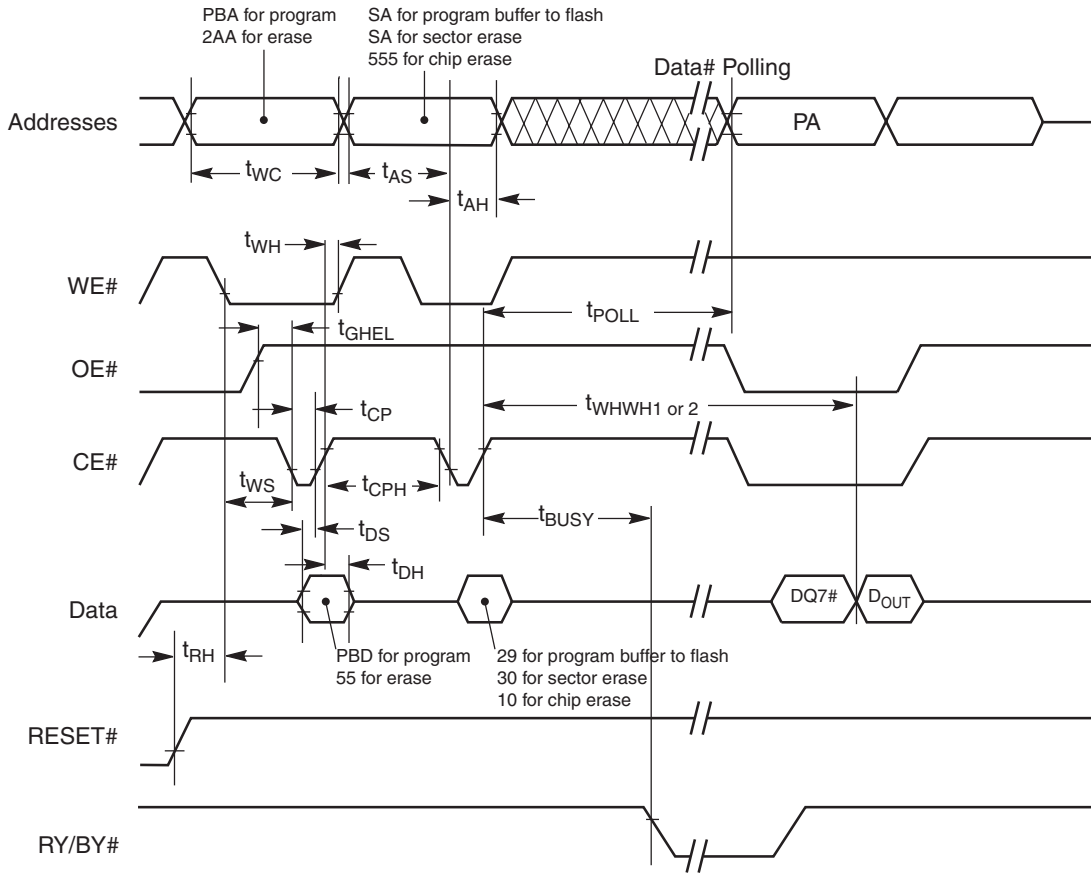 PBA for program
2AA for erase
SA for program buffer to flash
SA for sector erase
555 for chip erase
Data# Polling
Addresses
PA
tWC
tAS
tAH
tWH
WE#
tPOLL
tGHEL
OE#
tWHWH1 or 2
tCP
CE#
tWS
tCPH
tBUSY
tDS
tDH
Data
DQ7#
DOUT
tRH
PBD for program
55 for erase
29 for program buffer to flash
30 for sector erase
10 for chip erase
RESET#
RY/BY#